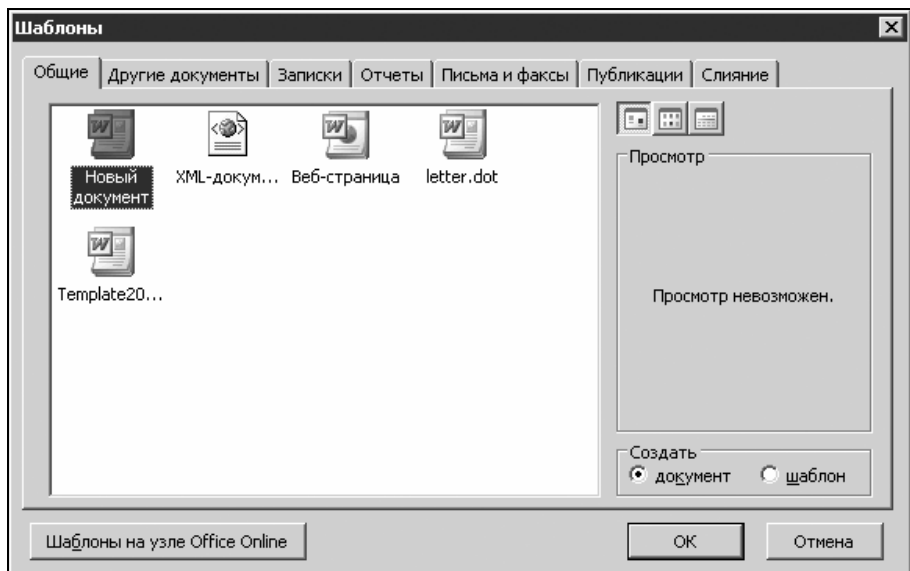 Шаблоны
Общие Другие документы Записки Отчеты Письма и факсы Публикации Слияние
Новый документ
XML-докум...
Веб-страница
letter.dot
Template20...
Просмотр
Просмотр невозможен.
Создать
документ шаблон
Шаблоны на узле Office Online
ОК
Отмена